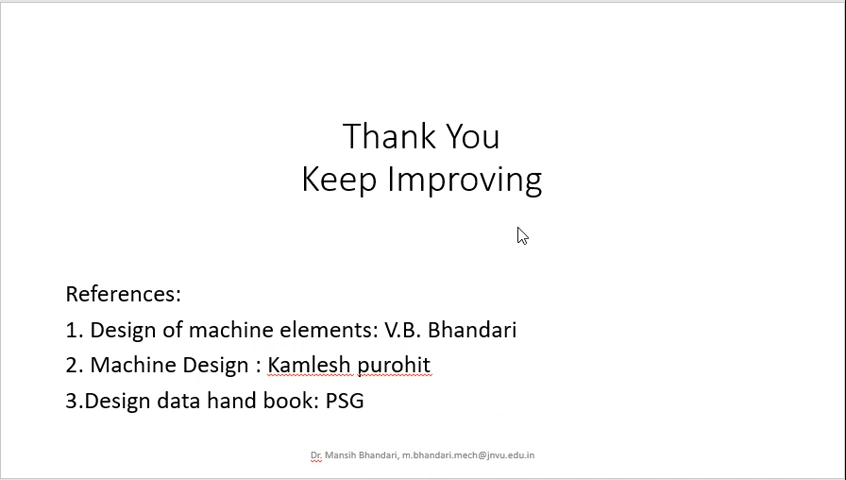 Thank You
Keep Improving
References:
1. Design of machine elements: V.B. Bhandari
2. Machine Design : Kamlesh purohit
3.Design data hand book: PSG
Dr. Mansih Bhandari, m.bhandari.mech@jnvu.edu.in